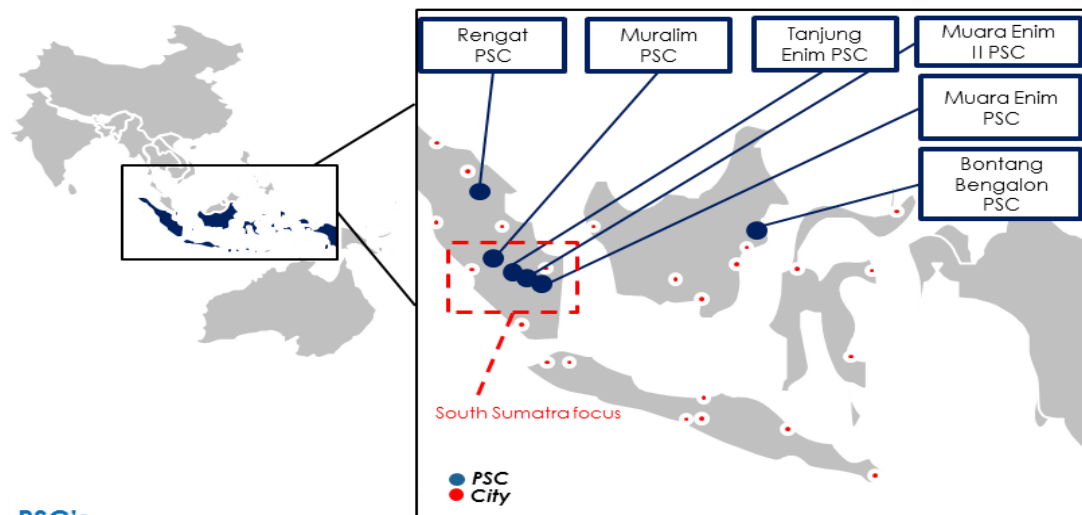 Rengat
PSC
Muralim
PSC
Tanjung
Enim PSC
Muara Enim
II PSC
Muara Enim
PSC
Bontang
Bengalon
PSC
South Sumatra focus
PSC
City